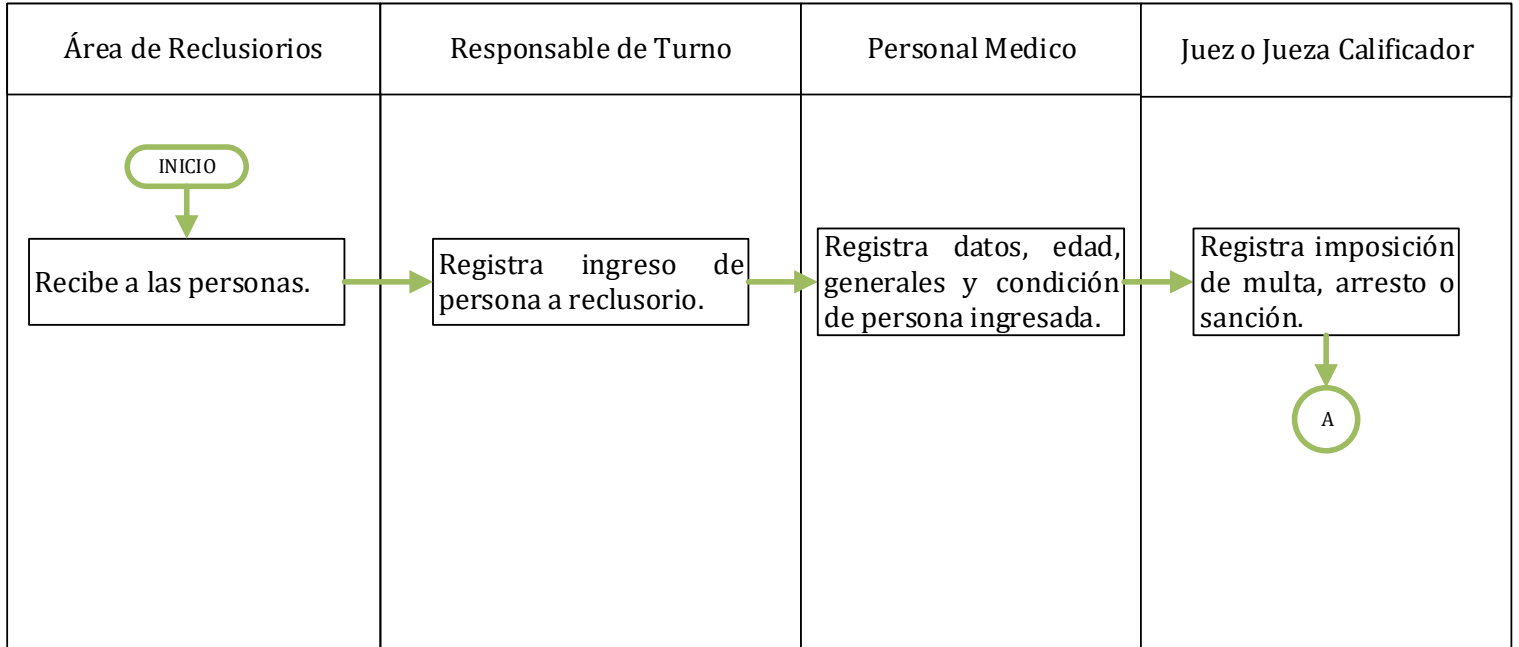 Área de Reclusiorios
Responsable de Turno
Personal Medico
Juez o Jueza Calificador
INICIO
Recibe a las personas.
Registra ingreso de
persona a reclusorio.
Registra datos, edad,
generales y condición
de persona ingresada.
Registra imposición
de multa, arresto o
sanción.
A